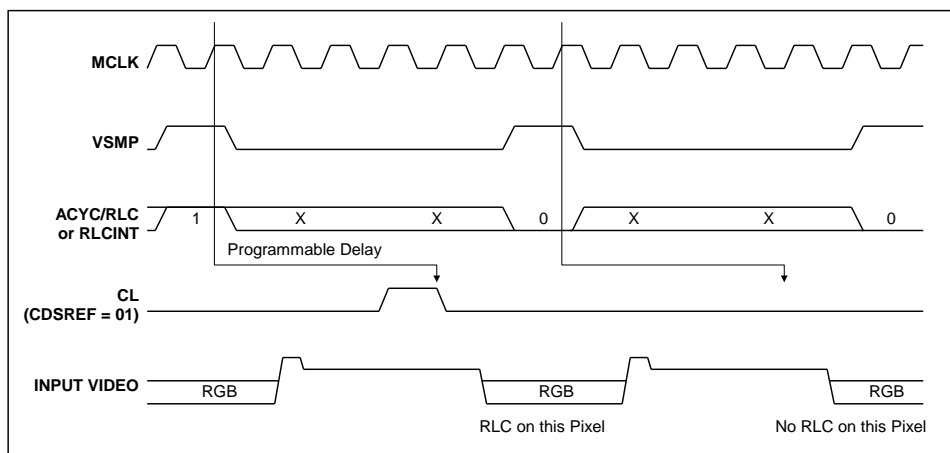 MCLK
VSMP
ACYC/RLC
or RLCINT
1 X X 0 X X 0
Programmable Delay
CL
(CDSREF = 01)
INPUT VIDEO
RGB RGB RGB
RLC on this Pixel No RLC on this Pixel